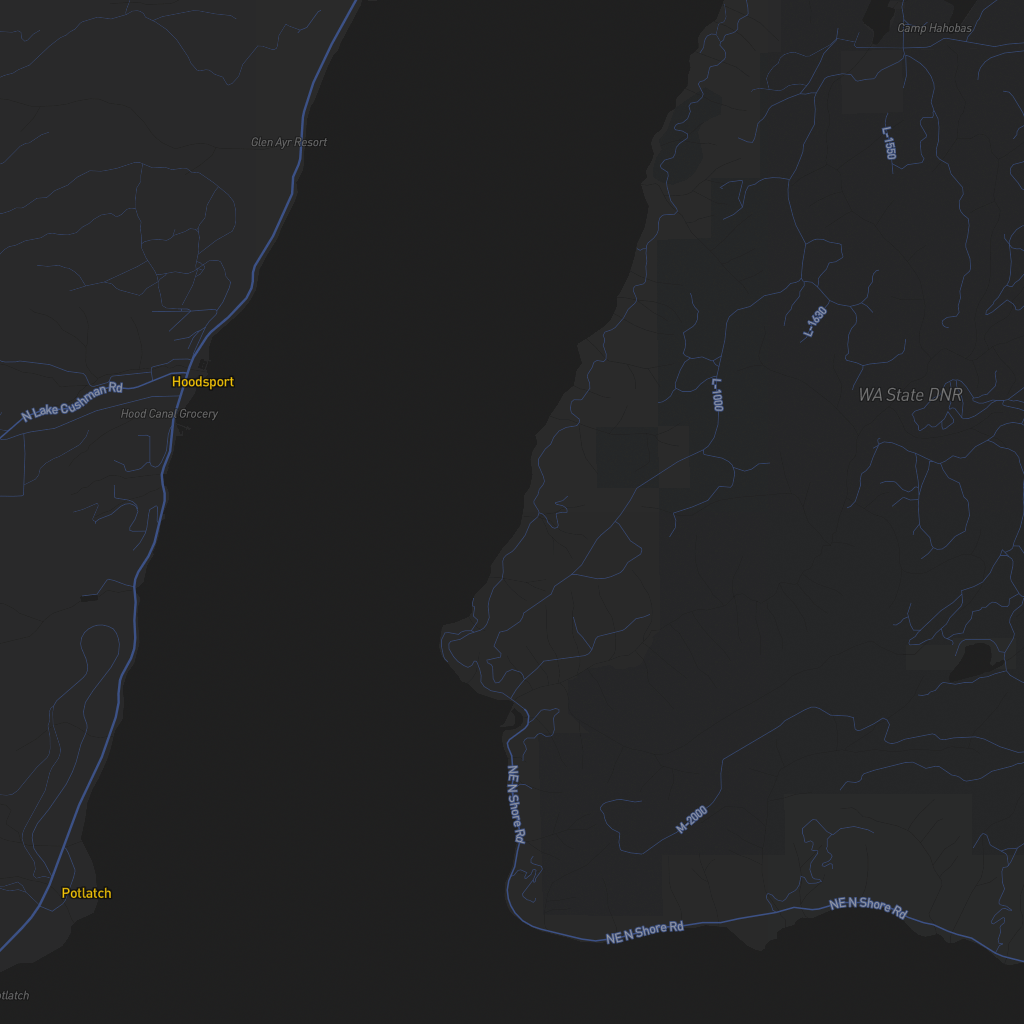 Camp Hahobas
Glen Ayr Resort
L-1550
L-1630
Hoodsport
N Lake Cushman Rd
L-1000
WA State DNR
Hood Canal Grocery
NE N Shore Rd
M-2000
Potlatch
NE N Shore Rd
NE N Shore Rd